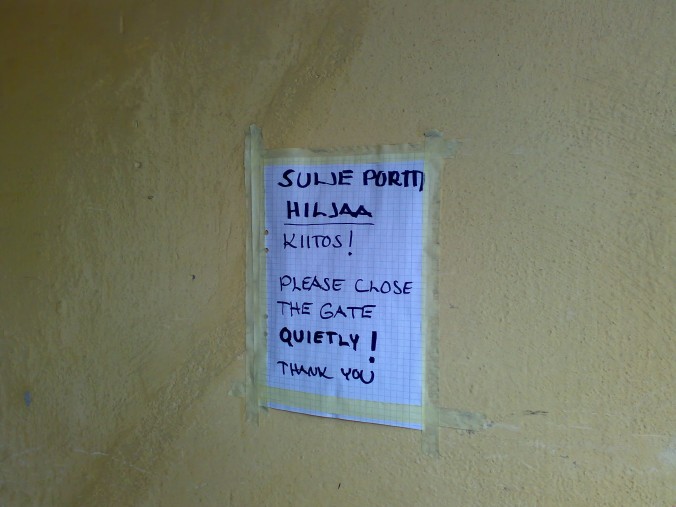 SULJE PORTTI
HILJAA
KIITOS!
PLEASE CLOSE
THE GATE
QUIETLY!
THANK YOU